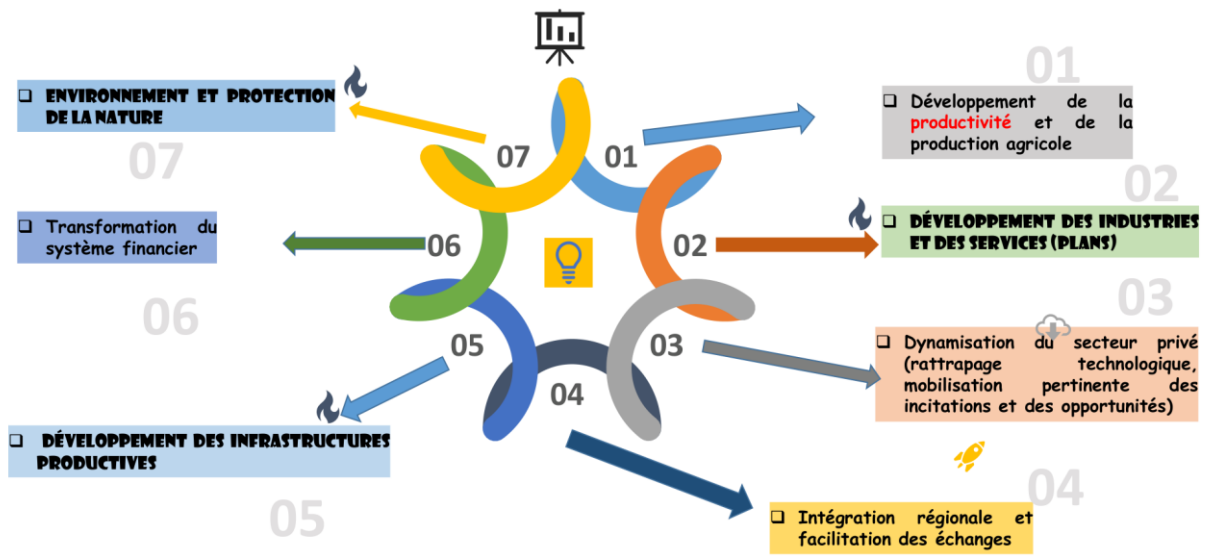 01
❑ Développement de la
productivité et de la
production agricole
02
❑ DÉVELOPPEMENT DES INDUSTRIES
ET DES SERVICES (PLANS)
03
❑ Dynamisation du secteur privé
(rattrapage technologique,
mobilisation pertinente des
incitations et des opportunités)
04
❑ Intégration régionale et
facilitation des échanges
05
❑ DÉVELOPPEMENT DES INFRASTRUCTURES
PRODUCTIVES
06
❑ Transformation du
système financier
07
❑ ENVIRONNEMENT ET PROTECTION
DE LA NATURE
01
02
03
04
05
06
07